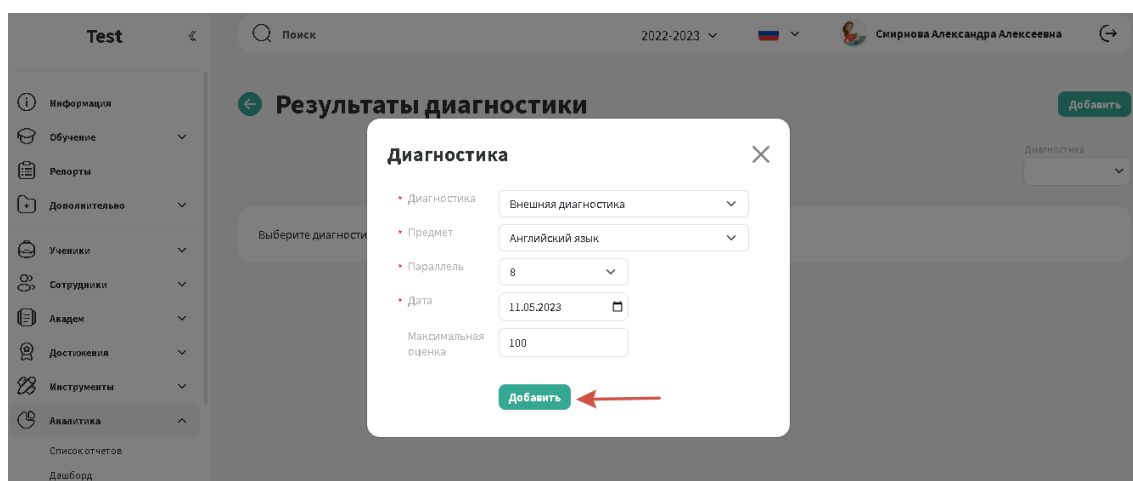 Test
Поиск
2022-2023
Смирнова Александра Алексеевна
Информация
Обучение
Репорты
Дополнительно
Ученики
Сотрудники
Академ
Достижения
Инструменты
Аналитика
Список отчетов
Дашборд
Результаты диагностики
Добавить
Диагностика
Выберите диагности
Диагностика
* Диагностика Внешняя диагностика
* Предмет Английский язык
* Параллель 8
* Дата 11.05.2023
Максимальная
оценка 100
Добавить